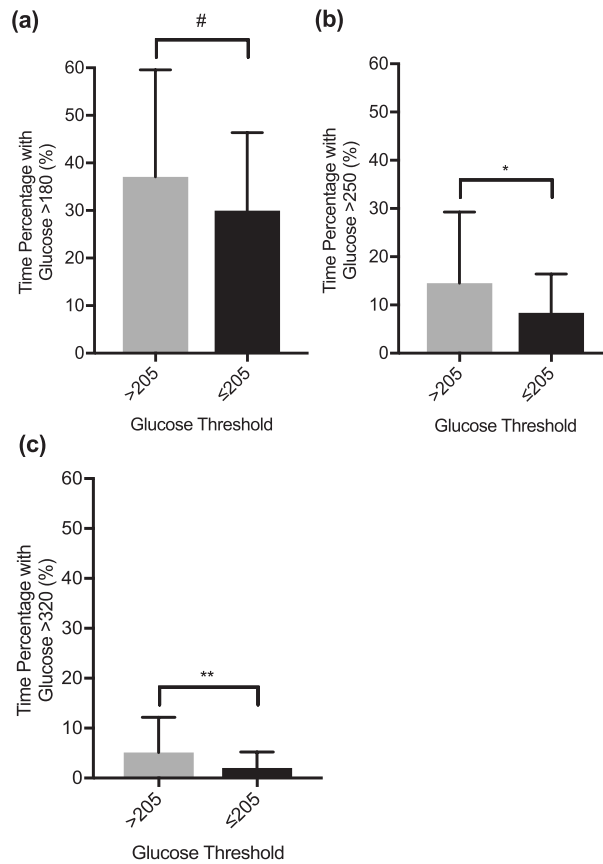 (a)
#
Time Percentage with
Glucose >180 (%)
60
50
40
30
20
10
0
>205
≤205
Glucose Threshold
(b)
*
Time Percentage with
Glucose >250 (%)
60
50
40
30
20
10
0
>205
≤205
Glucose Threshold
(c)
**
Time Percentage with
Glucose >320 (%)
60
50
40
30
20
10
0
>205
≤205
Glucose Threshold